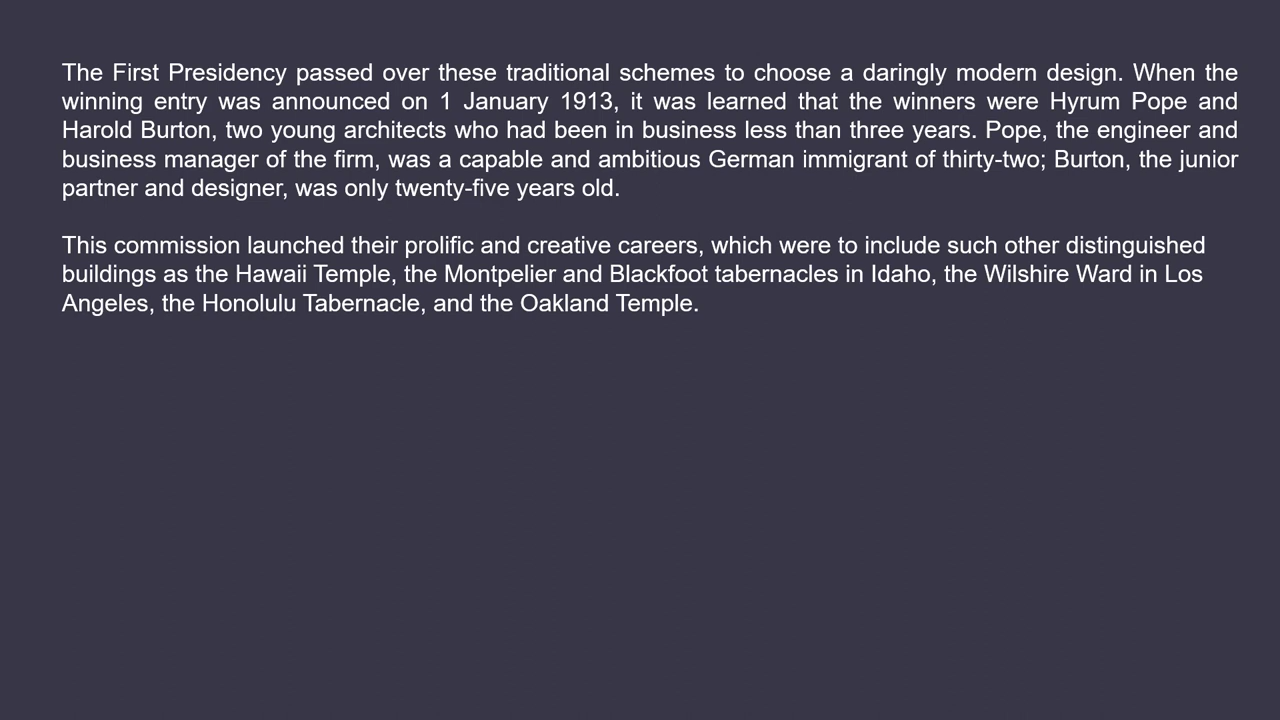 The First Presidency passed over these traditional schemes to choose a daringly modern design. When the
winning entry was announced on 1 January 1913, it was learned that the winners were Hyrum Pope and
Harold Burton, two young architects who had been in business less than three years. Pope, the engineer and
business manager of the firm, was a capable and ambitious German immigrant of thirty-two; Burton, the junior
partner and designer, was only twenty-five years old.
This commission launched their prolific and creative careers, which were to include such other distinguished
buildings as the Hawaii Temple, the Montpelier and Blackfoot tabernacles in Idaho, the Wilshire Ward in Los
Angeles, the Honolulu Tabernacle, and the Oakland Temple.